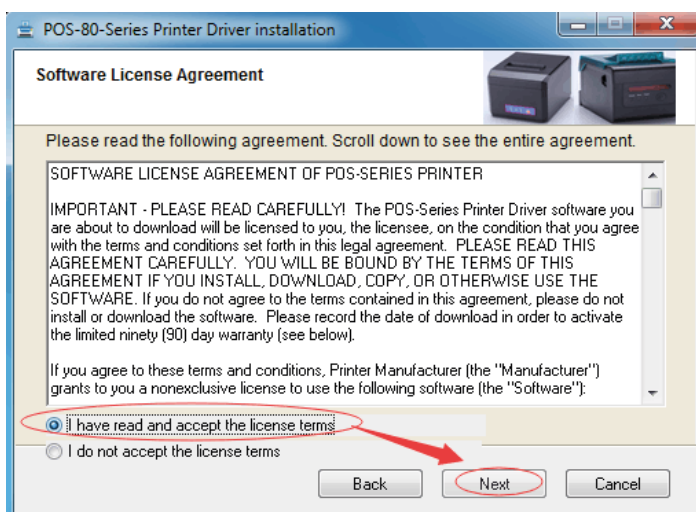 POS-80-Series Printer Driver installation
Software License Agreement
Please read the following agreement. Scroll down to see the entire agreement.
SOFTWARE LICENSE AGREEMENT OF POS-SERIES PRINTER
IMPORTANT - PLEASE READ CAREFULLY!  The POS-Series Printer Driver software you
are about to download will be licensed to you, the licensee, on the condition that you agree
with the terms and conditions set forth in this legal agreement.  PLEASE READ THIS
AGREEMENT CAREFULLY.  YOU WILL BE BOUND BY THE TERMS OF THIS
AGREEMENT IF YOU INSTALL, DOWNLOAD, COPY, OR OTHERWISE USE THE
SOFTWARE. If you do not agree to the terms contained in this agreement, please do not
install or download the software.  Please record the date of download in order to activate
the limited ninety (90) day warranty (see below).
If you agree to these terms and conditions, Printer Manufacturer (the "Manufacturer")
grants to you a nonexclusive license to use the following software (the "Software"):
I have read and accept the license terms
I do not accept the license terms
Back
Next
Cancel